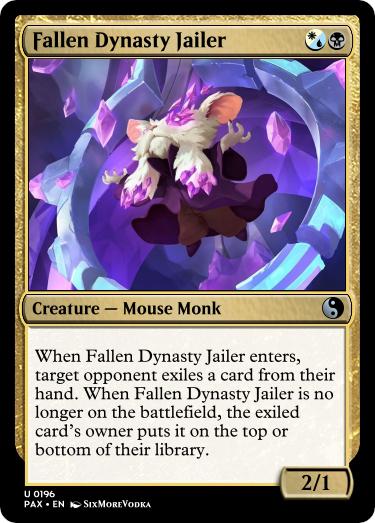 Fallen Dynasty Jailer
Creature — Mouse Monk
When Fallen Dynasty Jailer enters,
target opponent exiles a card from their
hand. When Fallen Dynasty Jailer is no
longer on the battlefield, the exiled
card's owner puts it on the top or
bottom of their library.
2/1
U 0196
PAX • EN SixMoreVodka